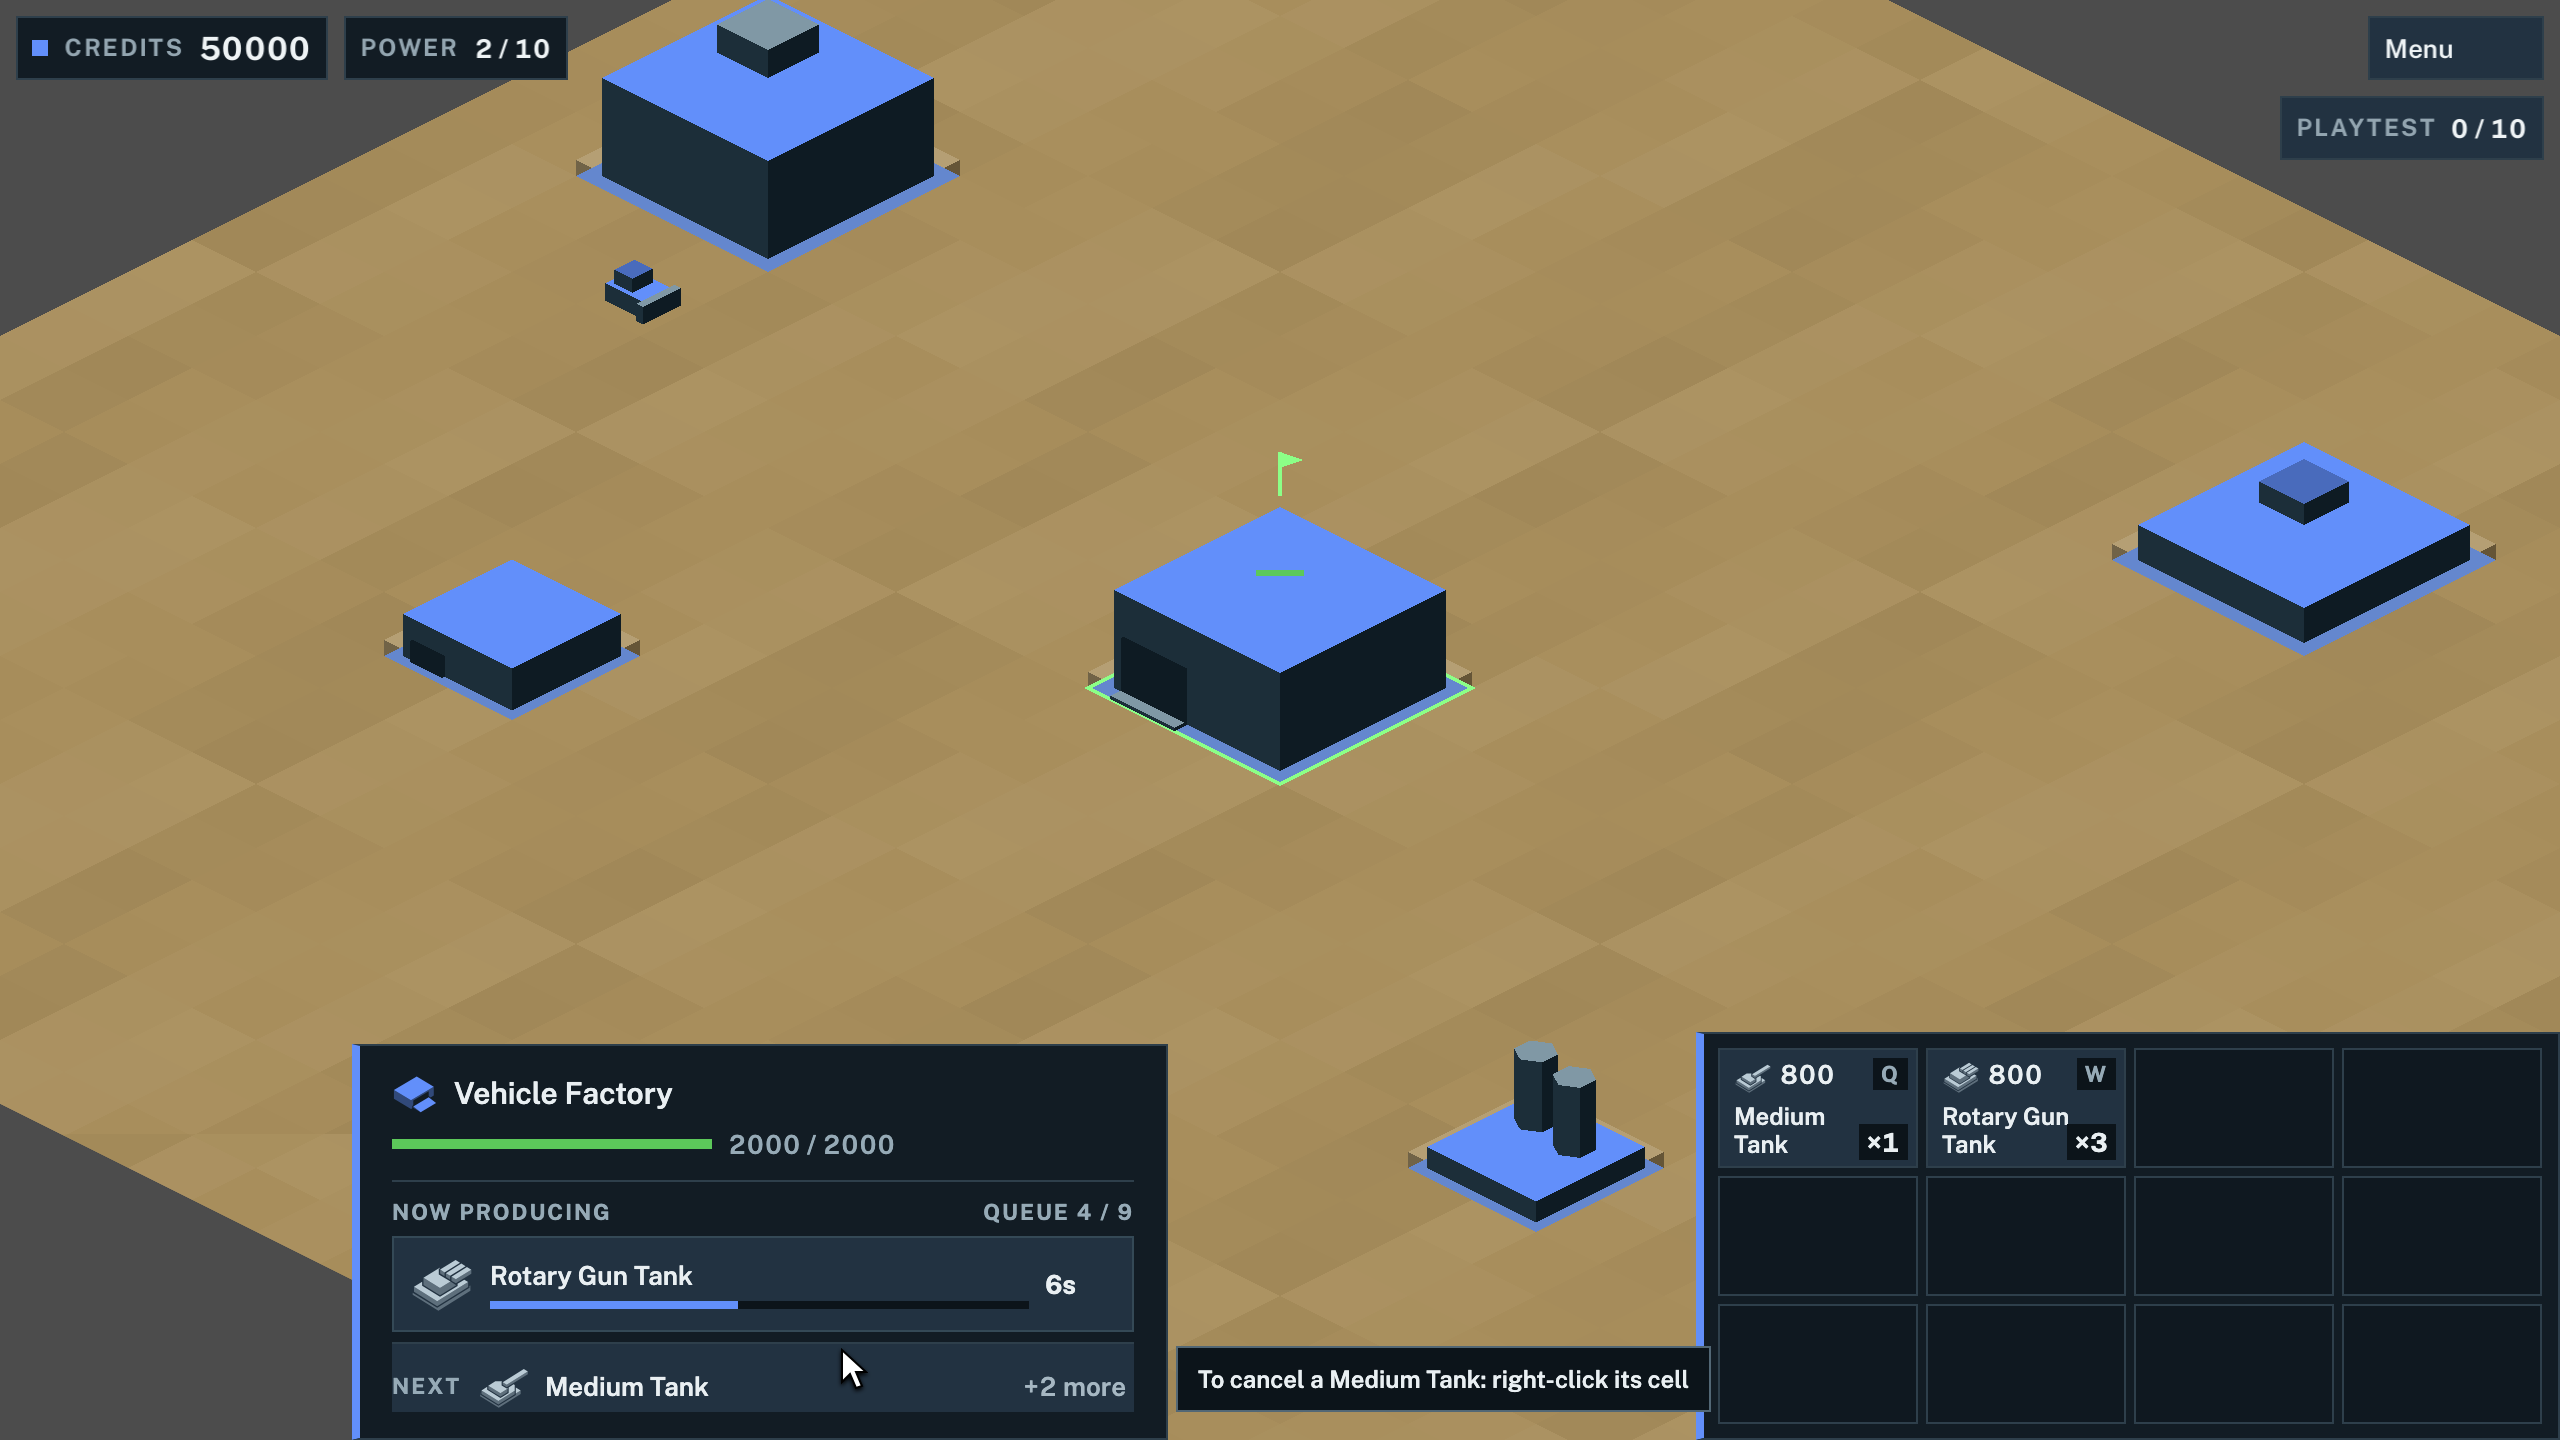 CREDITS 50000
POWER 2 / 10
Menu
PLAYTEST 0 / 10
Vehicle Factory
2000 / 2000
NOW PRODUCING
QUEUE 4 / 9
Rotary Gun Tank
6s
NEXT
Medium Tank
+2 more
To cancel a Medium Tank: right-click its cell
800
Q
Medium
Tank
×1
800
W
Rotary Gun
Tank
×3